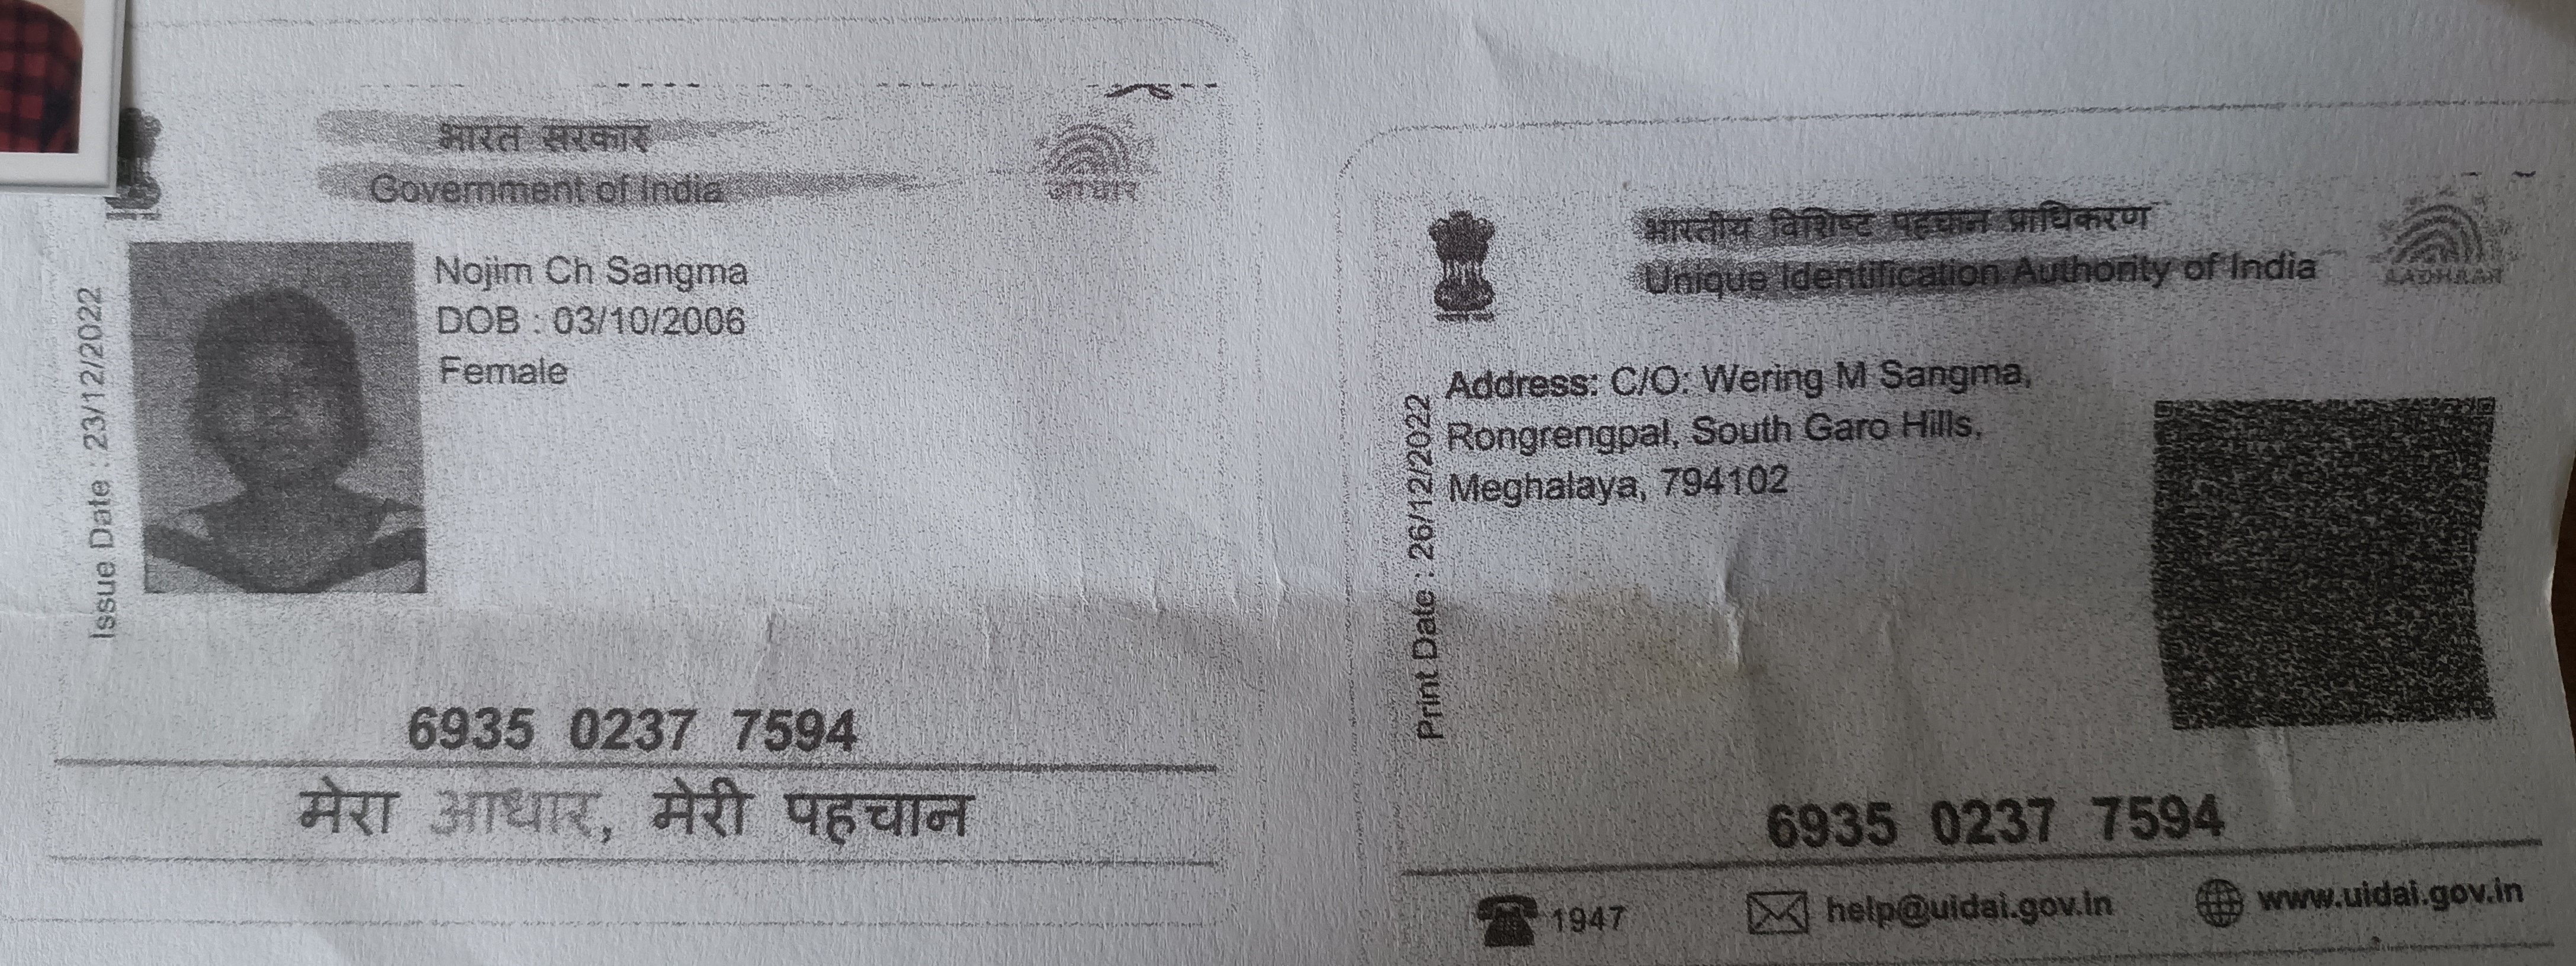 भारत सरकार
Government of India
आधार
Issue Date : 23/12/2022
Nojim Ch Sangma
DOB : 03/10/2006
Female
6935 0237 7594
मेरा आधार, मेरी पहचान
भारतीय विशिष्ट पहचान प्राधिकरण
Unique Identification Authority of India
AADHAAR
Print Date : 26/12/2022
Address: C/O: Wering M Sangma,
Rongrengpal, South Garo Hills,
Meghalaya, 794102
6935 0237 7594
1947
help@uidai.gov.in
www.uidai.gov.in